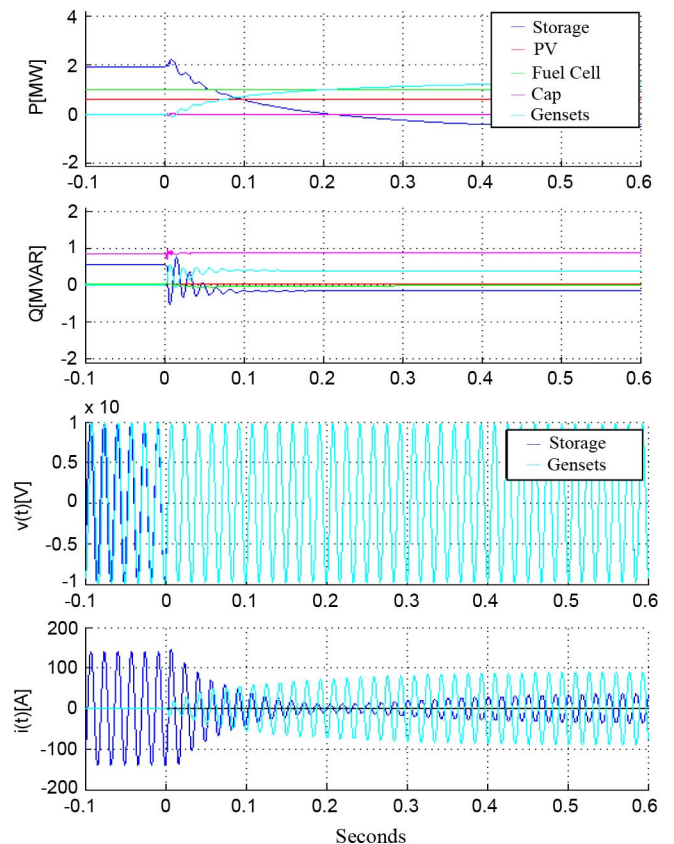 P[MW]
4
2
0
-2
Storage
PV
Fuel Cell
Cap
Gensets
-0.1 0 0.1 0.2 0.3 0.4 0.5 0.6
Q[MVAR]
2
1
0
-1
-2
-0.1 0 0.1 0.2 0.3 0.4 0.5 0.6
x 10
v(t)[V]
1
0.5
0
-0.5
-1
Storage
Gensets
-0.1 0 0.1 0.2 0.3 0.4 0.5 0.6
i(t)[A]
200
100
0
-100
-200
-0.1 0 0.1 0.2 0.3 0.4 0.5 0.6
Seconds